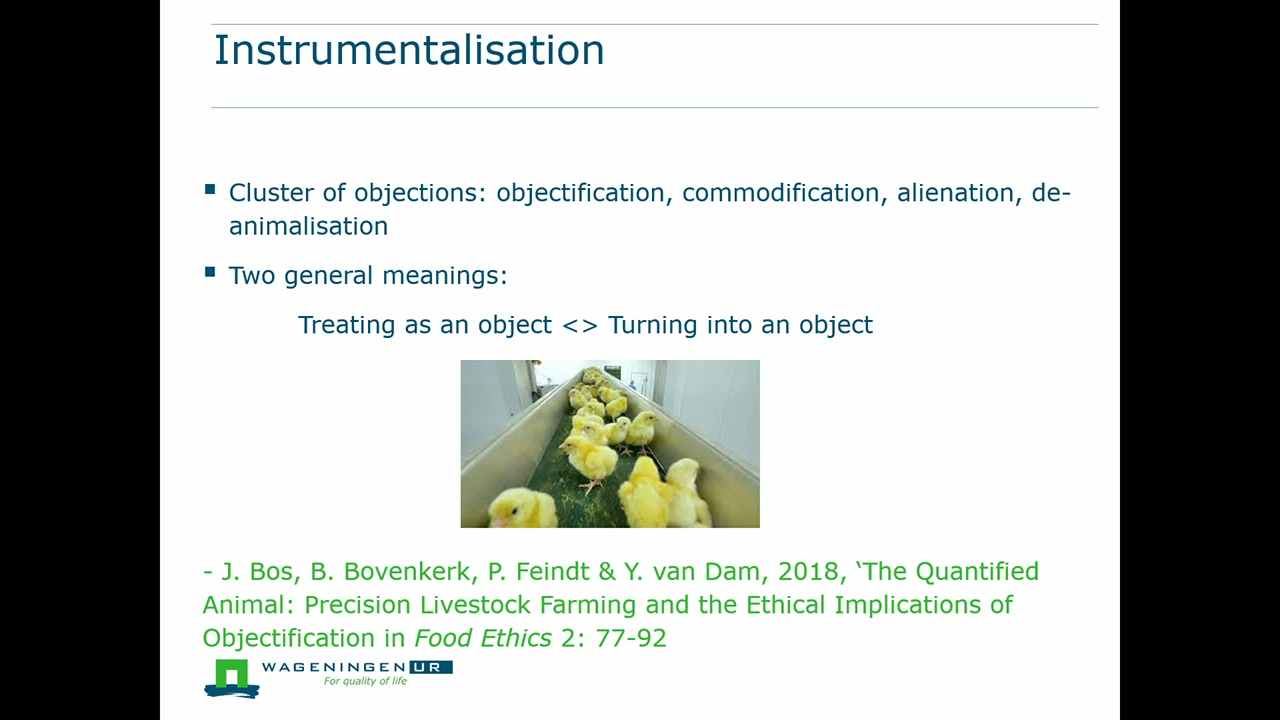 Instrumentalisation
▪ Cluster of objections: objectification, commodification, alienation, de-
animalisation
▪ Two general meanings:
Treating as an object <> Turning into an object
- J. Bos, B. Bovenkerk, P. Feindt & Y. van Dam, 2018, ‘The Quantified
Animal: Precision Livestock Farming and the Ethical Implications of
Objectification in Food Ethics 2: 77-92
WAGENINGEN UR
For quality of life